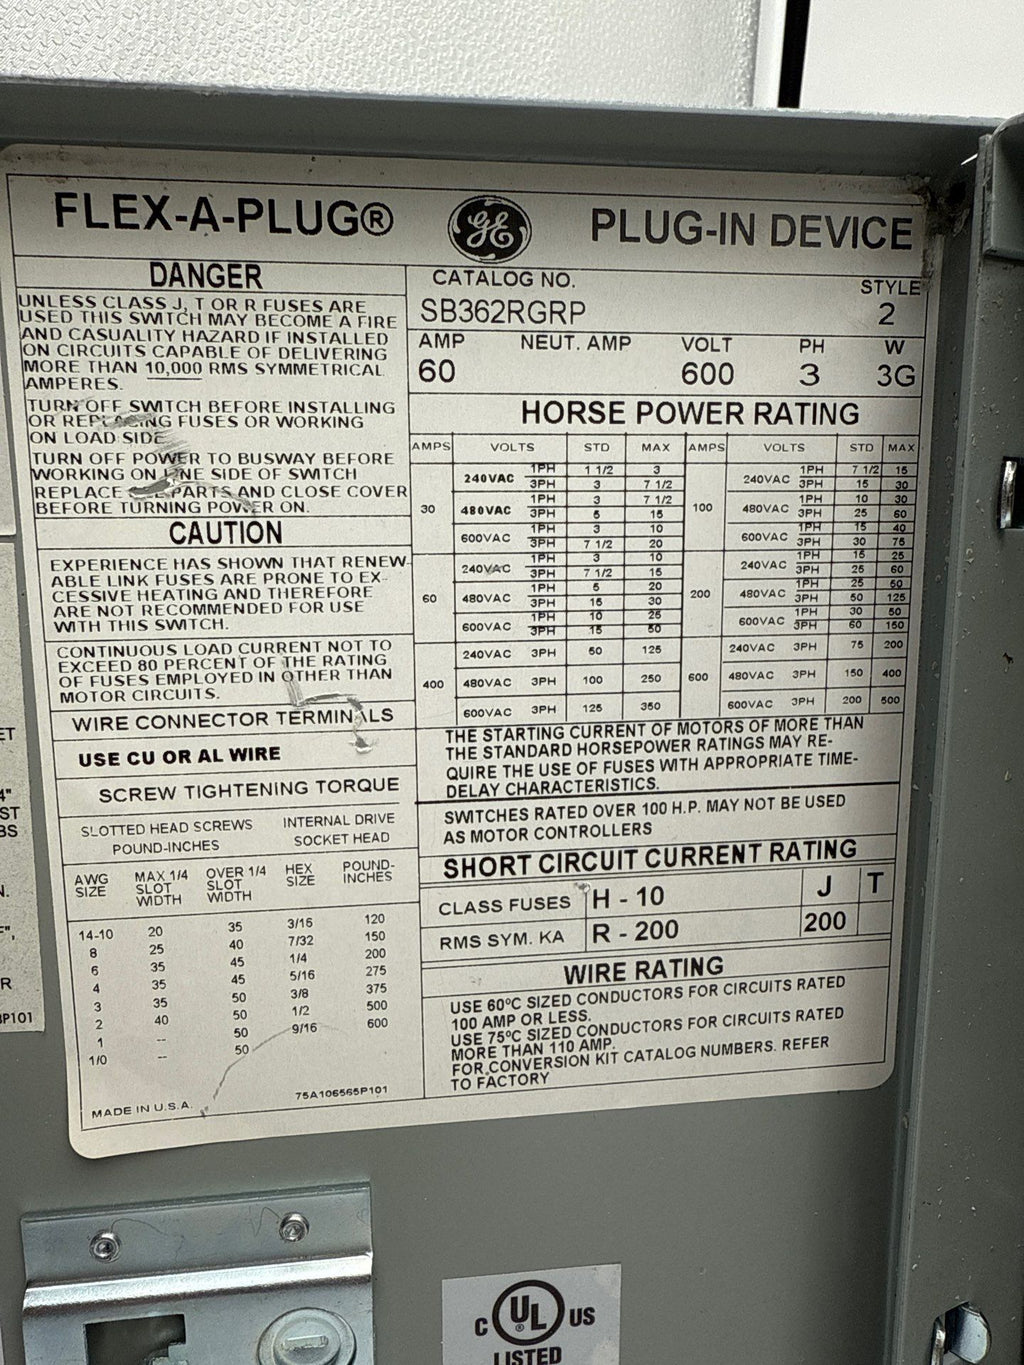 FLEX-A-PLUG®
GE
PLUG-IN DEVICE
DANGER
UNLESS CLASS J, T OR R FUSES ARE
USED THIS SWITCH MAY BECOME A FIRE
AND CASUALITY HAZARD IF INSTALLED
ON CIRCUITS CAPABLE OF DELIVERING
MORE THAN 10,000 RMS SYMMETRICAL
AMPERES.
TURN OFF SWITCH BEFORE INSTALLING
OR REPLACING FUSES OR WORKING
ON LOAD SIDE
TURN OFF POWER TO BUSWAY BEFORE
WORKING ON LINE SIDE OF SWITCH
REPLACE ALL PARTS AND CLOSE COVER
BEFORE TURNING POWER ON.
CAUTION
EXPERIENCE HAS SHOWN THAT RENEW-
ABLE LINK FUSES ARE PRONE TO EX-
CESSIVE HEATING AND THEREFORE
ARE NOT RECOMMENDED FOR USE
WITH THIS SWITCH.
CONTINUOUS LOAD CURRENT NOT TO
EXCEED 80 PERCENT OF THE RATING
OF FUSES EMPLOYED IN OTHER THAN
MOTOR CIRCUITS.
WIRE CONNECTOR TERMINALS
USE CU OR AL WIRE
SCREW TIGHTENING TORQUE
SLOTTED HEAD SCREWS
POUND-INCHES
INTERNAL DRIVE
SOCKET HEAD
AWG SIZE MAX 1/4 SLOT WIDTH OVER 1/4 SLOT WIDTH HEX SIZE POUND-INCHES
14-10 20 35 3/16 120
8 25 40 7/32 150
6 35 45 1/4 200
4 35 45 5/16 275
3 35 50 3/8 375
2 40 50 1/2 500
1 -- 50 9/16 600
1/0 -- 50
MADE IN U.S.A.
75A106565P101
CATALOG NO.
SB362RGRP
STYLE
2
AMP NEUT. AMP VOLT PH W
60 600 3 3G
HORSE POWER RATING
AMPS VOLTS STD MAX AMPS VOLTS STD MAX
30 240VAC 1PH 1 1/2 3 100 240VAC 1PH 7 1/2 15
3PH 3 7 1/2 3PH 15 30
480VAC 1PH 3 7 1/2 480VAC 1PH 10 30
3PH 5 15 3PH 25 60
600VAC 1PH 3 10 600VAC 1PH 15 40
3PH 7 1/2 20 3PH 30 75
60 240VAC 1PH 3 10 200 240VAC 1PH 15 25
3PH 7 1/2 15 3PH 25 60
480VAC 1PH 5 20 480VAC 1PH 25 50
3PH 15 30 3PH 50 125
600VAC 1PH 10 25 600VAC 1PH 30 50
3PH 15 50 3PH 60 150
400 240VAC 3PH 50 125 600 240VAC 3PH 75 200
480VAC 3PH 100 250 480VAC 3PH 150 400
600VAC 3PH 125 350 600VAC 3PH 200 500
THE STARTING CURRENT OF MOTORS OF MORE THAN
THE STANDARD HORSEPOWER RATINGS MAY RE-
QUIRE THE USE OF FUSES WITH APPROPRIATE TIME-
DELAY CHARACTERISTICS.
SWITCHES RATED OVER 100 H.P. MAY NOT BE USED
AS MOTOR CONTROLLERS
SHORT CIRCUIT CURRENT RATING
CLASS FUSES H - 10 J T
RMS SYM. KA R - 200 200
WIRE RATING
USE 60°C SIZED CONDUCTORS FOR CIRCUITS RATED
100 AMP OR LESS.
USE 75°C SIZED CONDUCTORS FOR CIRCUITS RATED
MORE THAN 110 AMP.
FOR CONVERSION KIT CATALOG NUMBERS. REFER
TO FACTORY
C UL ® US
LISTED